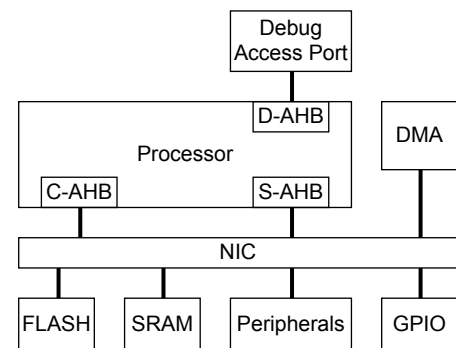 Debug
Access Port
D-AHB
DMA
Processor
C-AHB
S-AHB
NIC
FLASH
SRAM
Peripherals
GPIO